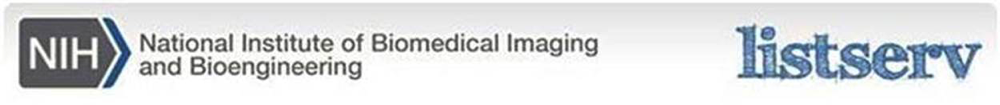 NIH National Institute of Biomedical Imaging
and Bioengineering
listserv